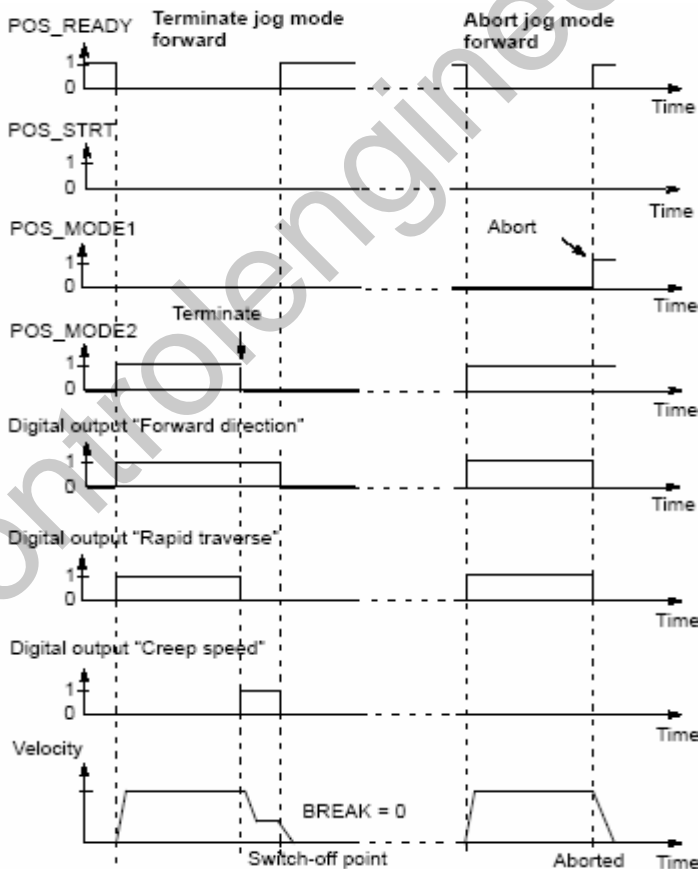 Terminate jog mode forward
Abort jog mode forward
POS_READY
1
0
Time
POS_STRT
1
0
Time
POS_MODE1
Abort
1
0
Time
Terminate
POS_MODE2
1
0
Time
Digital output "Forward direction"
1
0
Time
Digital output "Rapid traverse"
1
0
Time
Digital output "Creep speed"
1
0
Time
Velocity
BREAK = 0
Switch-off point
Aborted
Time
controlenginee